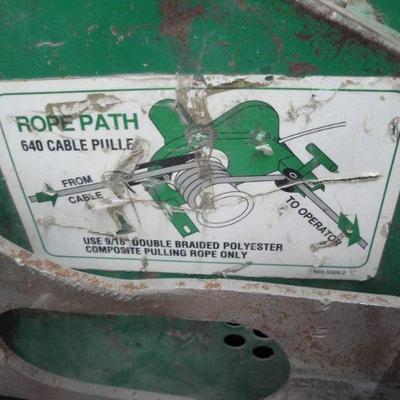 ROPE PATH
640 CABLE PULLE
FROM
CABLE
TO OPERATOR
USE 9/16" DOUBLE BRAIDED POLYESTER
COMPOSITE PULLING ROPE ONLY